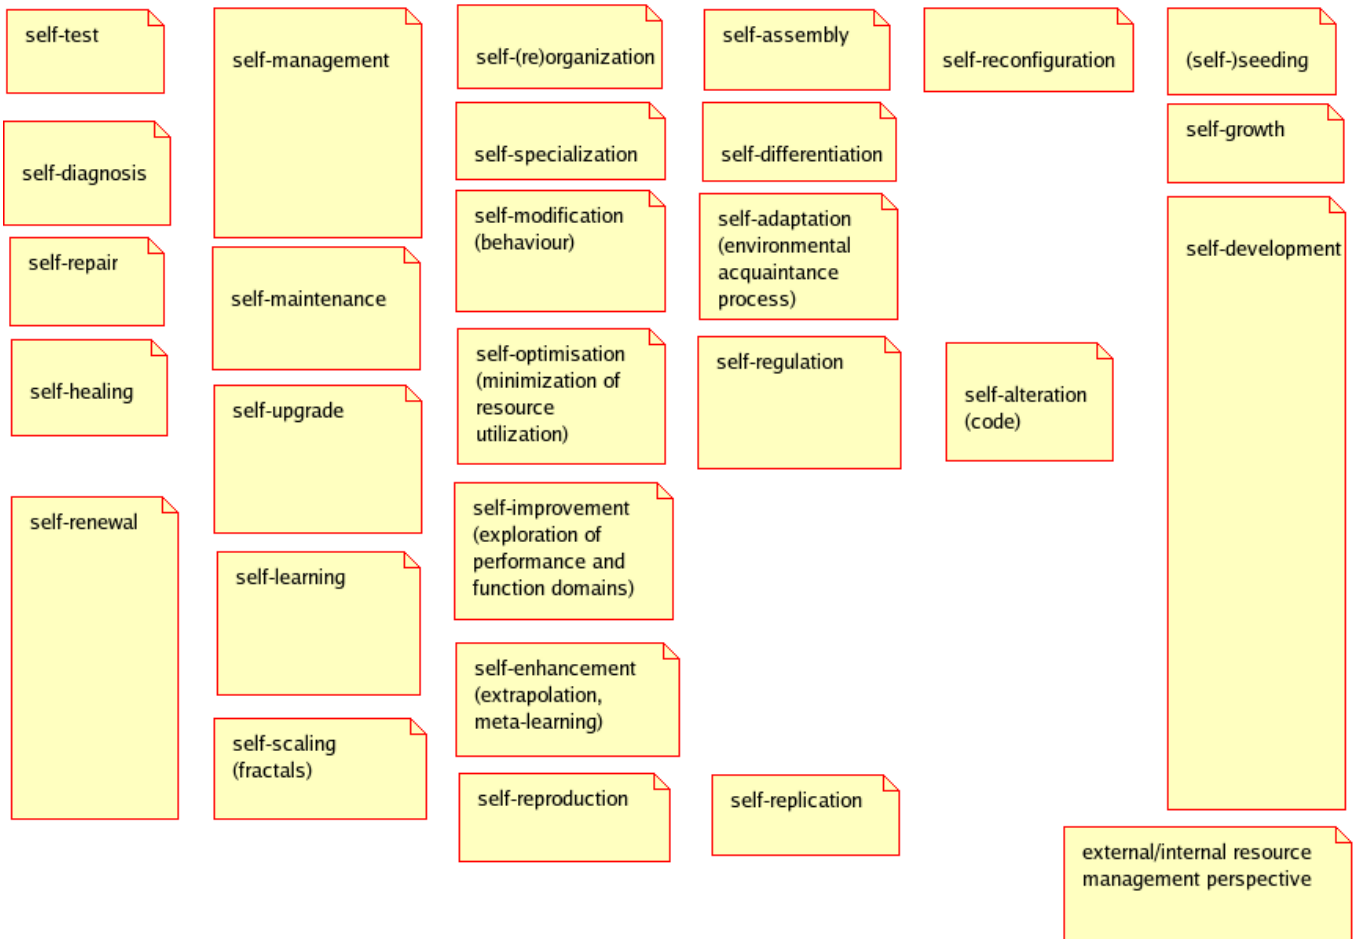 self-test
self-management
self-(re)organization
self-assembly
self-reconfiguration
(self-)seeding
self-diagnosis
self-specialization
self-differentiation
self-growth
self-repair
self-maintenance
self-modification
(behaviour)
self-adaptation
(environmental
acquaintance
process)
self-development
self-healing
self-upgrade
self-optimisation
(minimization of
resource
utilization)
self-regulation
self-alteration
(code)
self-renewal
self-learning
self-improvement
(exploration of
performance and
function domains)
self-enhancement
(extrapolation,
meta-learning)
self-scaling
(fractals)
self-reproduction
self-replication
external/internal resource
management perspective